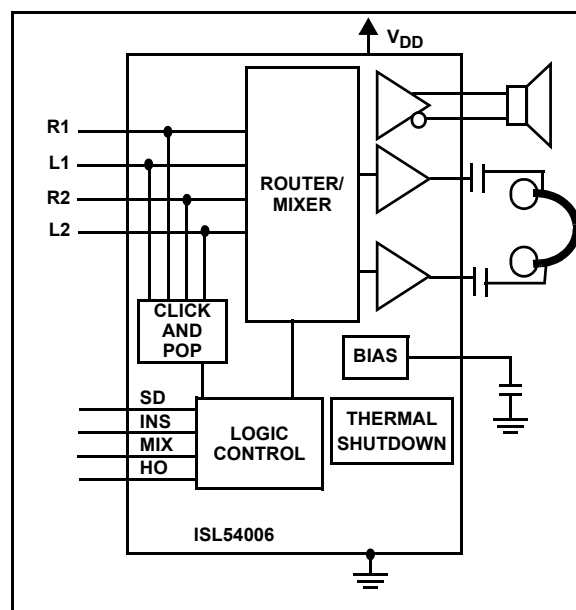 VDD
R1
L1
R2
L2
ROUTER/
MIXER
CLICK
AND
POP
BIAS
SD
INS
MIX
HO
LOGIC
CONTROL
THERMAL
SHUTDOWN
ISL54006